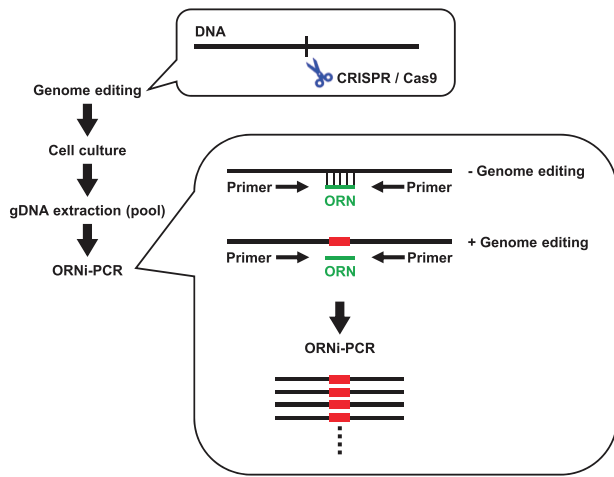 DNA
CRISPR / Cas9
Genome editing
Cell culture
gDNA extraction (pool)
ORNi-PCR
- Genome editing
Primer
Primer
ORN
+ Genome editing
Primer
Primer
ORN
ORNi-PCR